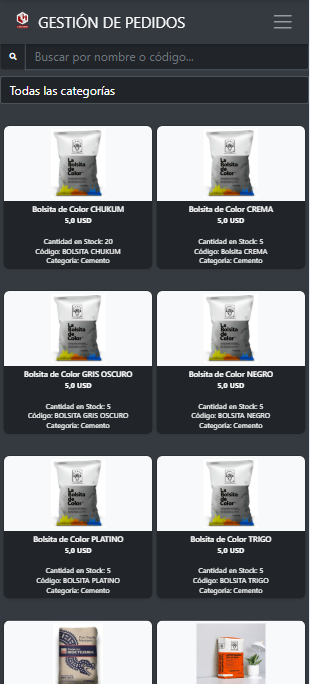 GESTIÓN DE PEDIDOS
Buscar por nombre o código...
Todas las categorías
La Bolsita de Color
La Bolsita de Color
Bolsita de Color CHUKUM
5,0 USD
Cantidad en Stock: 20
Código: BOLSITA CHUKUM
Categoría: Cemento
Bolsita de Color CREMA
5,0 USD
Cantidad en Stock: 5
Código: Bolsita CREMA
Categoría: Cemento
La Bolsita de Color
La Bolsita de Color
Bolsita de Color GRIS OSCURO
5,0 USD
Cantidad en Stock: 5
Código: BOLSITA GRIS OSCURO
Categoría: Cemento
Bolsita de Color NEGRO
5,0 USD
Cantidad en Stock: 5
Código: BOLSITA NEGRO
Categoría: Cemento
La Bolsita de Color
La Bolsita de Color
Bolsita de Color PLATINO
5,0 USD
Cantidad en Stock: 5
Código: BOLSITA PLATINO
Categoría: Cemento
Bolsita de Color TRIGO
5,0 USD
Cantidad en Stock: 5
Código: BOLSITA TRIGO
Categoría: Cemento